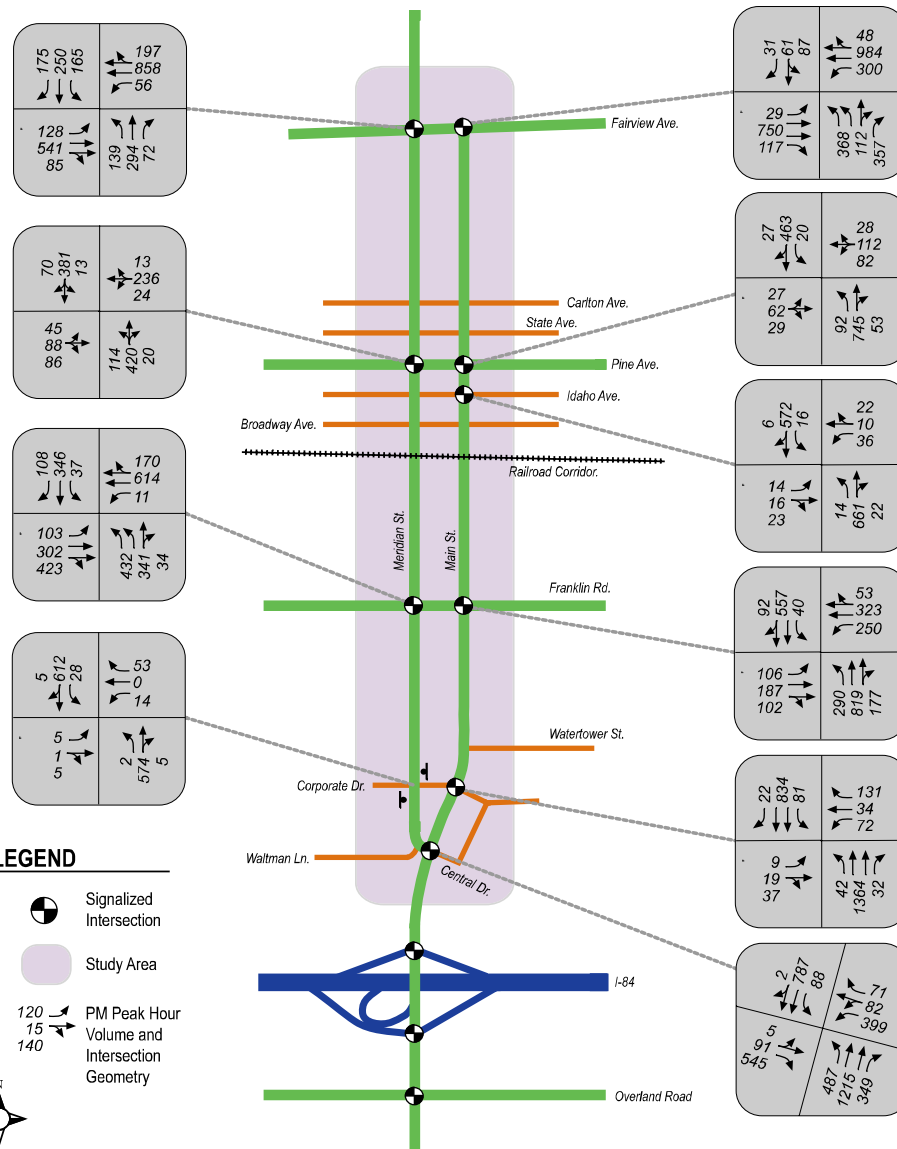 175 250 165
197
858
56
128
541
85
139 294 72
31 61 87
48
984
300
29
750
117
368 112 357
Fairview Ave.
70 381 13
13
236
24
45
88
86
114 420 20
27 463 20
28
112
82
27
62
29
92 745 53
Carlton Ave.
State Ave.
Pine Ave.
Idaho Ave.
Broadway Ave.
Railroad Corridor.
6 572 16
22
10
36
14
16
23
14 661 22
108 346 37
170
614
11
103
302
423
432 341 34
Meridian St.
Main St.
Franklin Rd.
92 557 40
53
323
250
106
187
102
290 819 177
5 612 28
53
0
14
5
1
5
2 574 5
Watertower St.
Corporate Dr.
Waltman Ln.
Central Dr.
22 834 81
131
34
72
9
19
37
42 1364 32
2 787 88
71
82
399
5
91
545
487 1215 349
I-84
Overland Road
LEGEND
Signalized
Intersection
Study Area
120
15
140
PM Peak Hour
Volume and
Intersection
Geometry
N